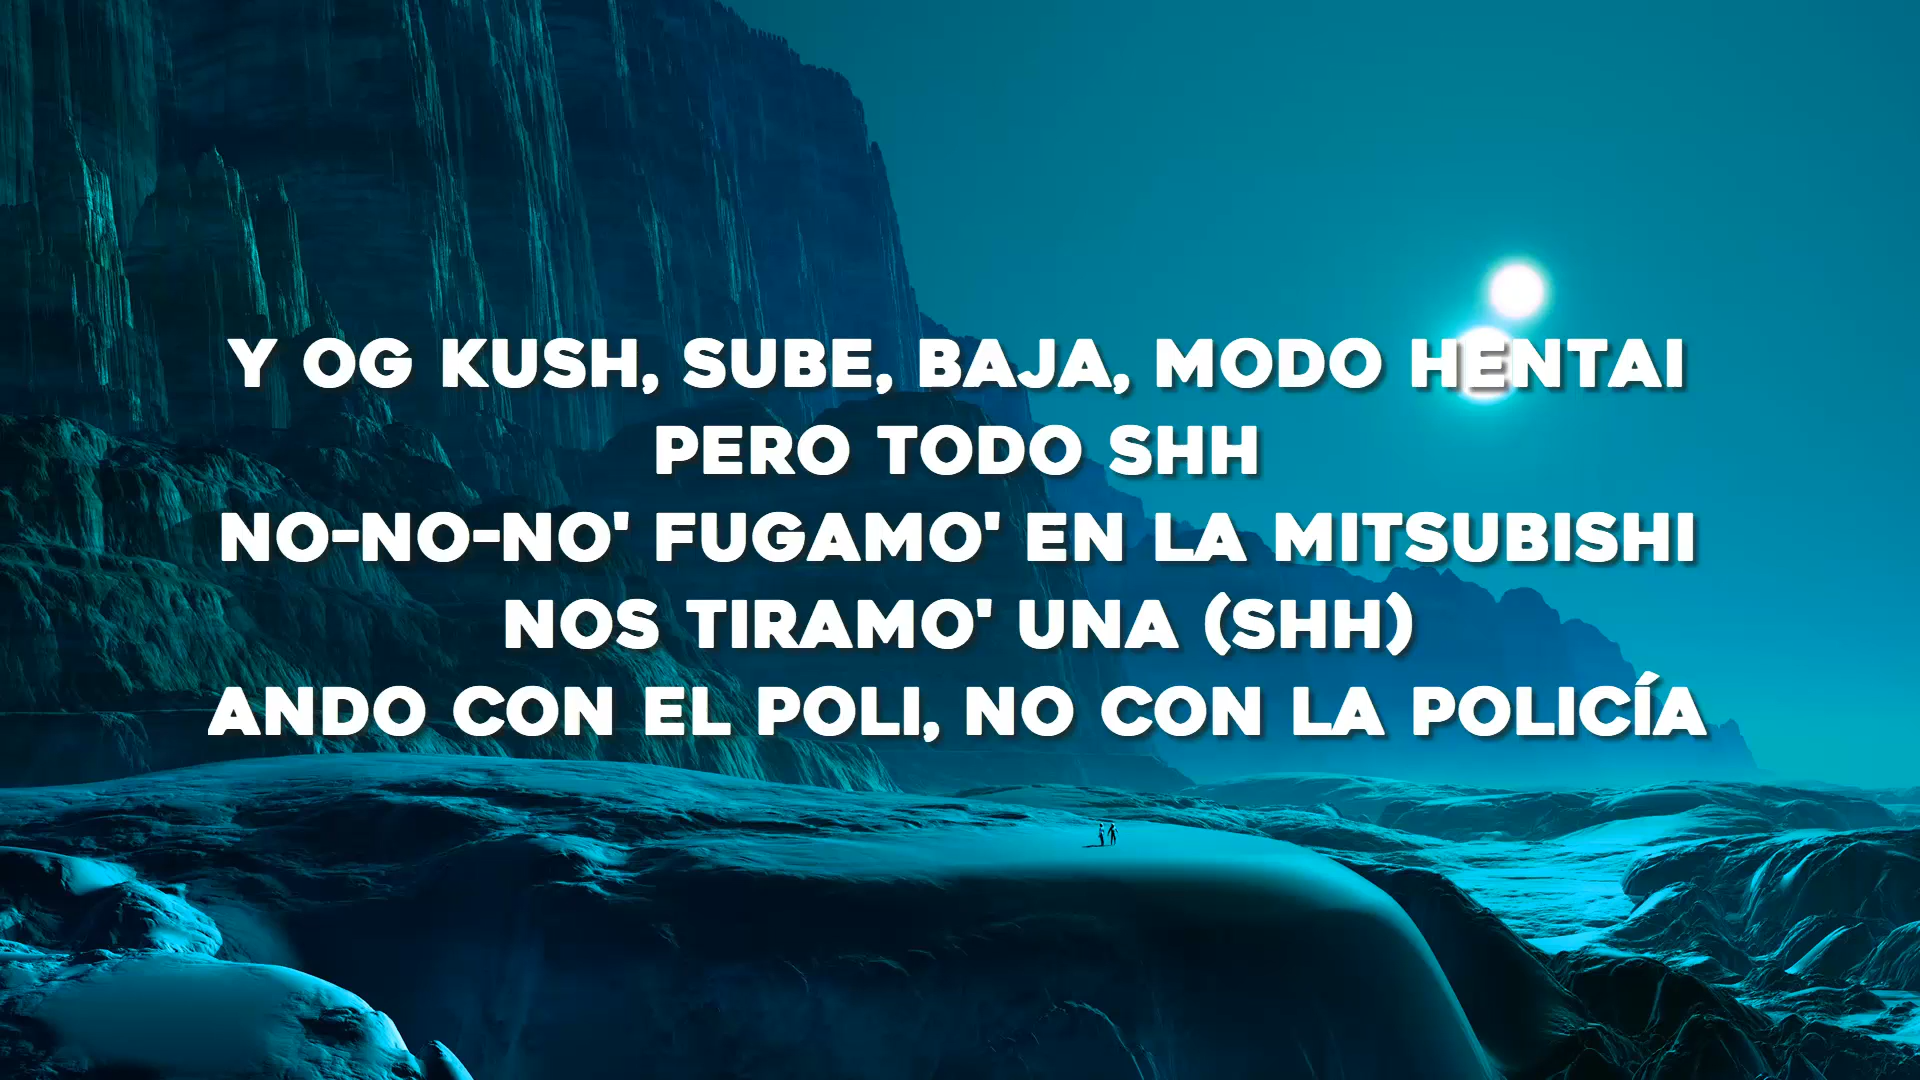 Y OG KUSH, SUBE, BAJA, MODO HENTAI
PERO TODO SHH
NO-NO-NO' FUGAMO' EN LA MITSUBISHI
NOS TIRAMO' UNA (SHH)
ANDO CON EL POLI, NO CON LA POLICÍA